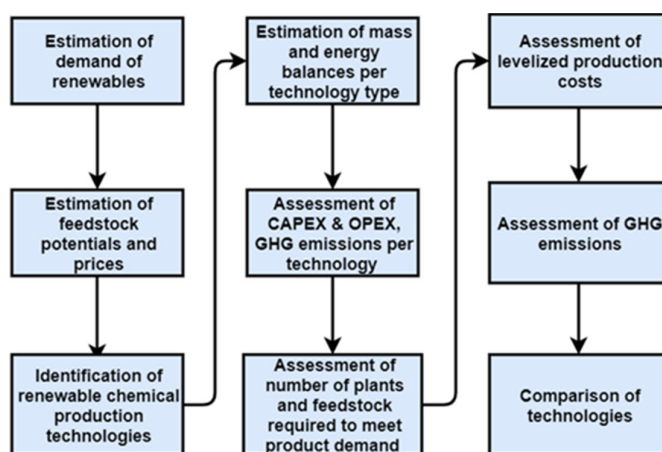 Estimation of
demand of
renewables
Estimation of
feedstock
potentials and
prices
Identification of
renewable chemical
production
technologies
Estimation of mass
and energy
balances per
technology type
Assessment of
CAPEX & OPEX,
GHG emissions per
technology
Assessment of
number of plants
and feedstock
required to meet
product demand
Assessment of
levelized production
costs
Assessment of GHG
emissions
Comparison of
technologies